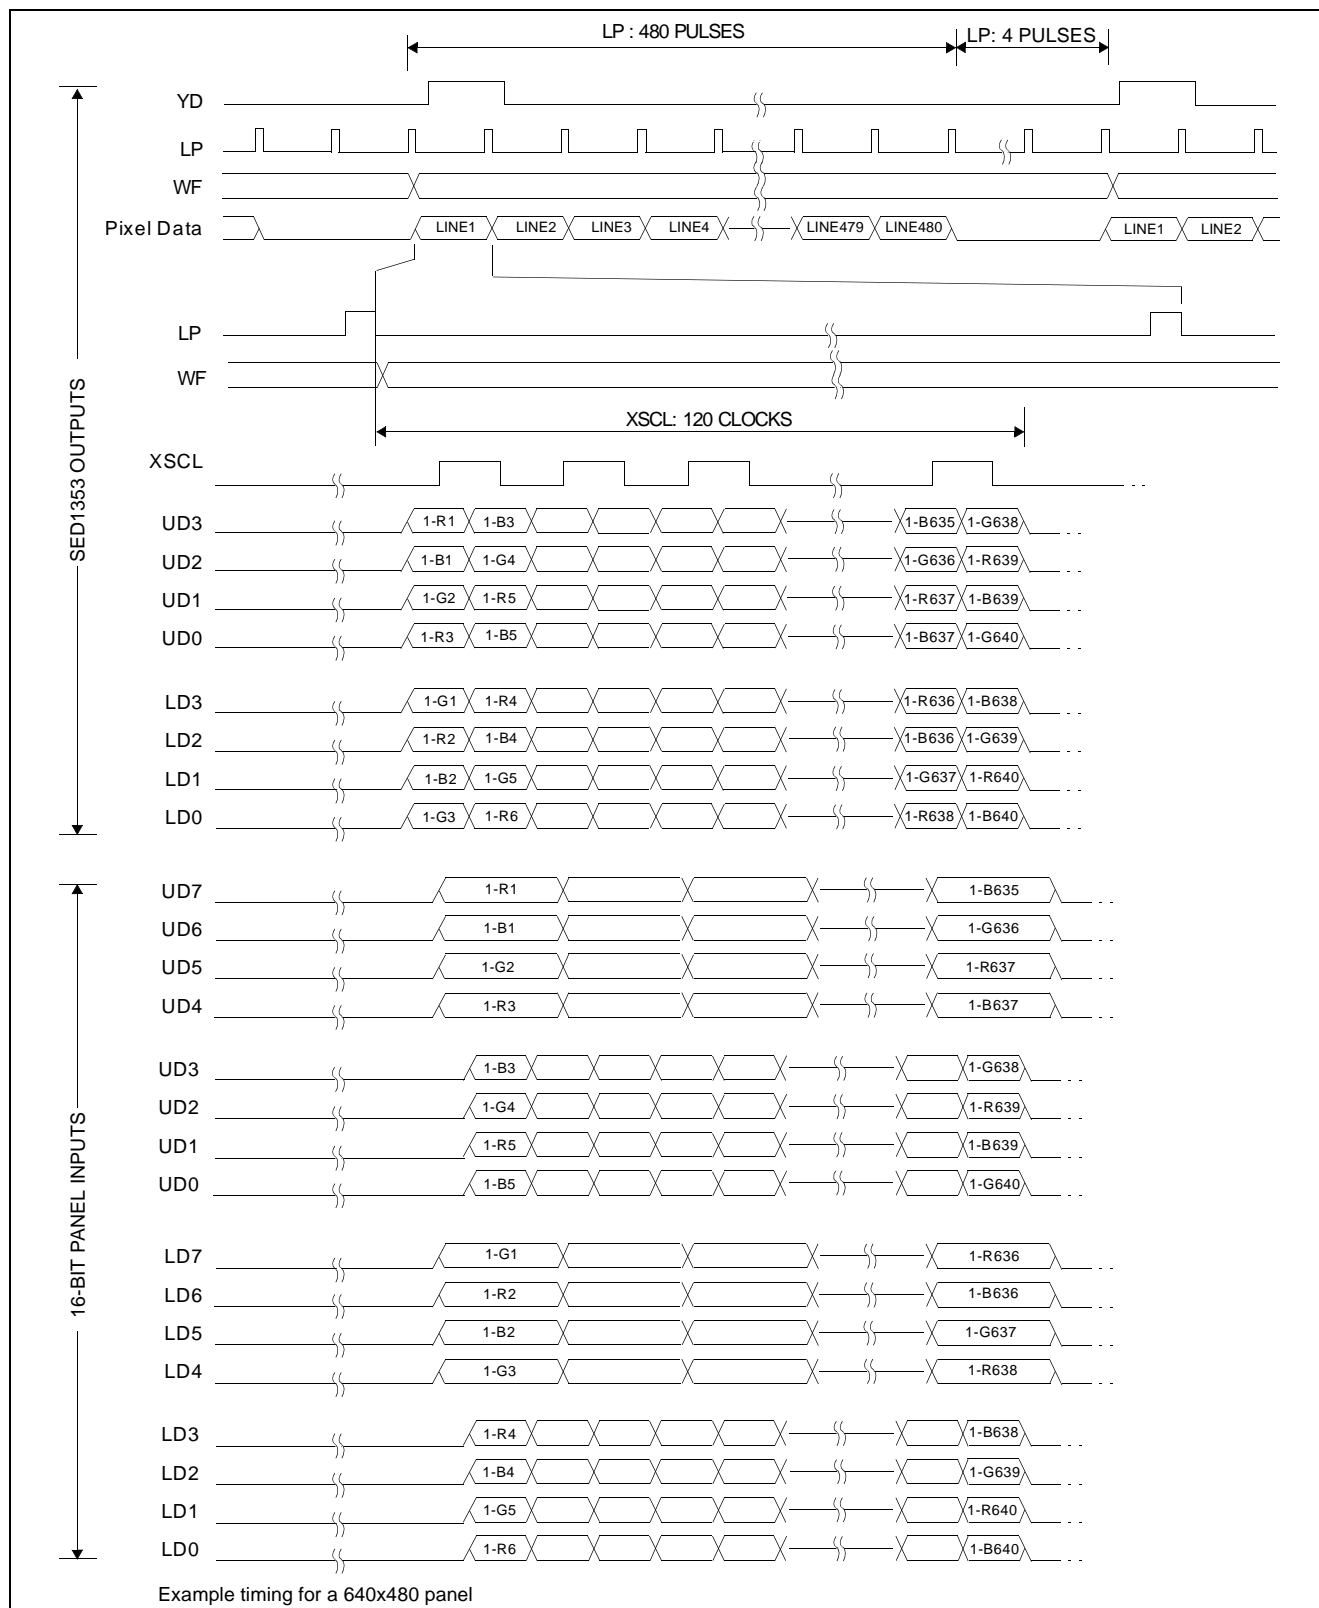 LP : 480 PULSES LP: 4 PULSES
YD
LP
WF
Pixel Data LINE1 LINE2 LINE3 LINE4 LINE479 LINE480 LINE1 LINE2
LP
WF
XSCL: 120 CLOCKS
XSCL
SED1353 OUTPUTS
UD3 1-R1 1-B3 1-B635 1-G638
UD2 1-B1 1-G4 1-G636 1-R639
UD1 1-G2 1-R5 1-R637 1-B639
UD0 1-R3 1-B5 1-B637 1-G640
LD3 1-G1 1-R4 1-R636 1-B638
LD2 1-R2 1-B4 1-B636 1-G639
LD1 1-B2 1-G5 1-G637 1-R640
LD0 1-G3 1-R6 1-R638 1-B640
UD7 1-R1 1-B635
UD6 1-B1 1-G636
UD5 1-G2 1-R637
UD4 1-R3 1-B637
UD3 1-B3 1-G638
UD2 1-G4 1-R639
UD1 1-R5 1-B639
UD0 1-B5 1-G640
16-BIT PANEL INPUTS
LD7 1-G1 1-R636
LD6 1-R2 1-B636
LD5 1-B2 1-G637
LD4 1-G3 1-R638
LD3 1-R4 1-B638
LD2 1-B4 1-G639
LD1 1-G5 1-R640
LD0 1-R6 1-B640
Example timing for a 640x480 panel